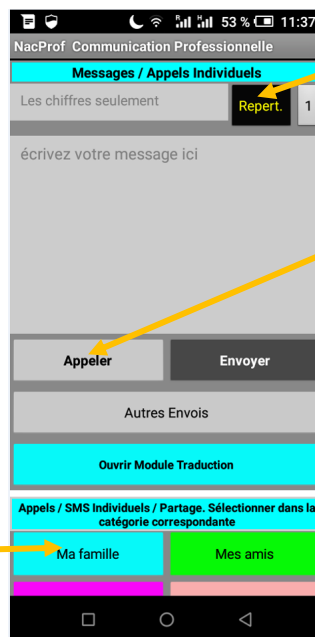 53 % 11:37
NacProf Communication Professionnelle
Messages / Appels Individuels
Les chiffres seulement
Repert. 1
écrivez votre message ici
Appeler Envoyer
Autres Envois
Ouvrir Module Traduction
Appels / SMS Individuels / Partage. Sélectionner dans la
catégorie correspondante
Ma famille Mes amis